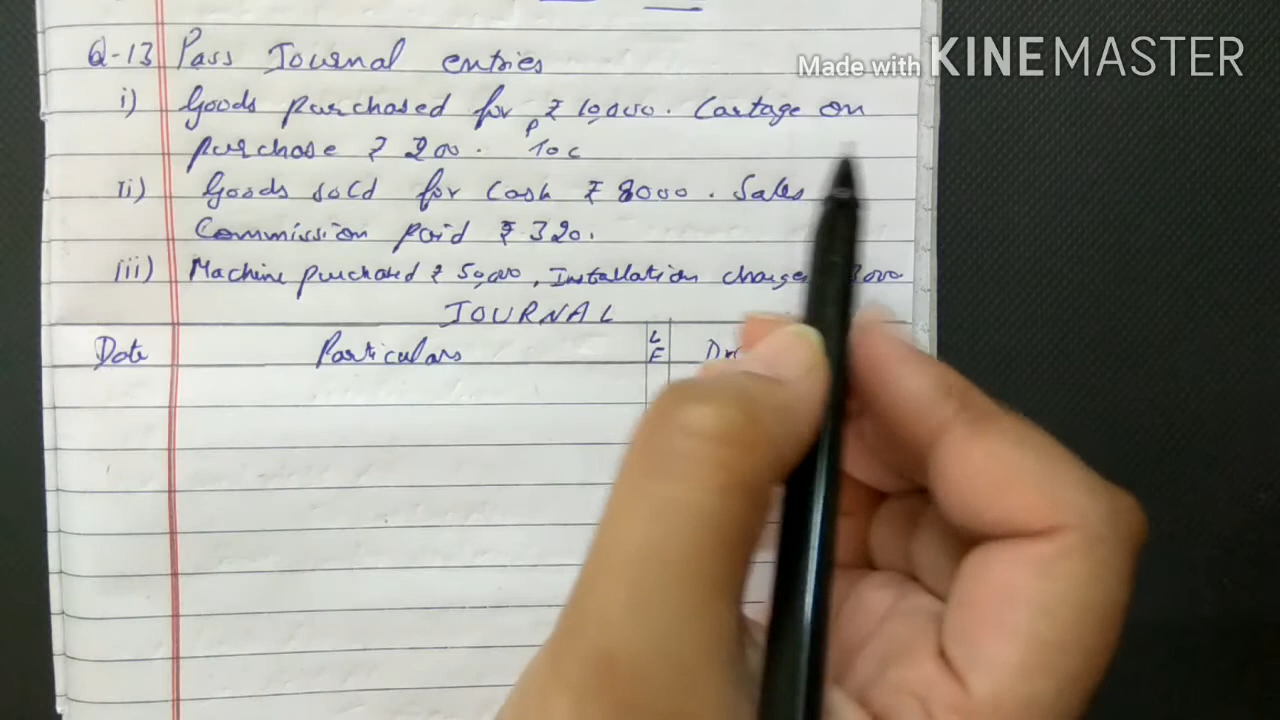 Made with KINEMASTER
Q-13 Pass Journal entries
i) Goods purchased for ₹ 10,000. Cartage on
purchase ₹ 200.
P
ii) Goods sold for Cash ₹ 8000. Sales
Commission paid ₹ 320.
iii) Machine purchased ₹ 50,000, Installation charges 3000
JOURNAL
Date Particulars L
F